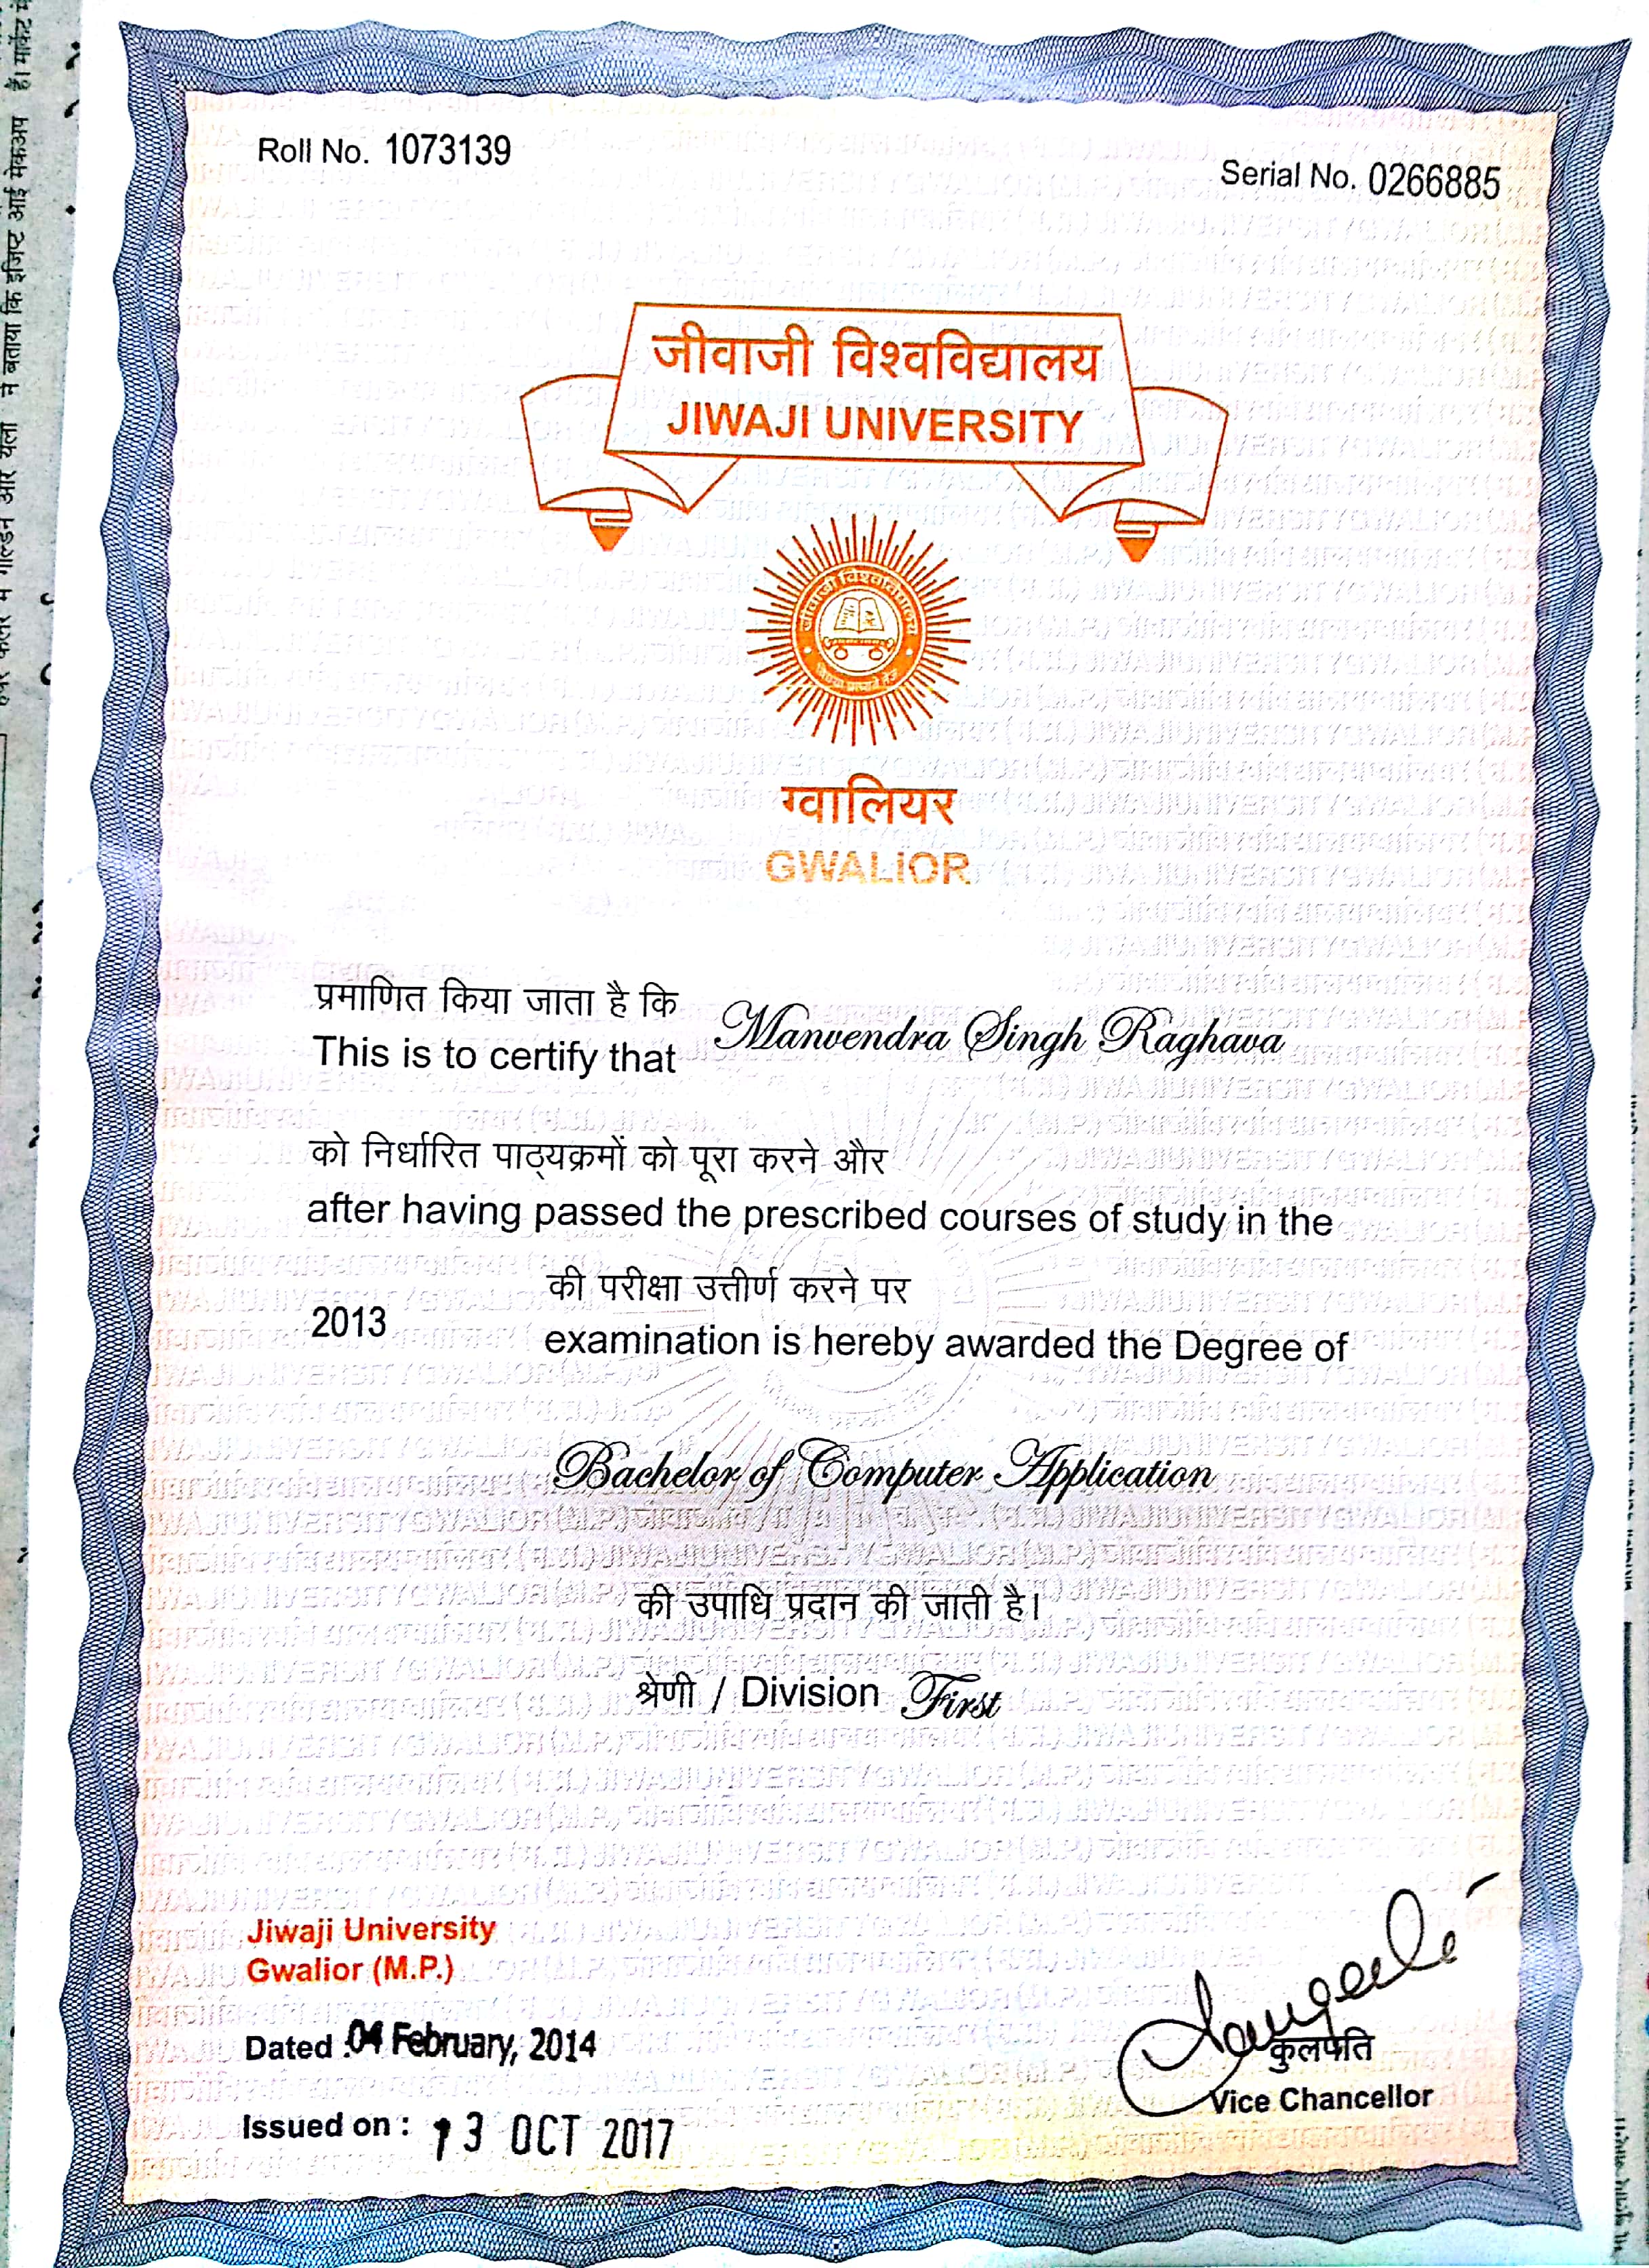 Roll No. 1073139
Serial No. 0266885
जीवाजी विश्वविद्यालय
JIWAJI UNIVERSITY
जीवाजी विश्वविद्यालय
ग्वालियर
GWALIOR
प्रमाणित किया जाता है कि
This is to certify that
Manvendra Singh Raghava
को निर्धारित पाठ्यक्रमों को पूरा करने और
after having passed the prescribed courses of study in the
की परीक्षा उत्तीर्ण करने पर
2013
examination is hereby awarded the Degree of
Bachelor of Computer Application
की उपाधि प्रदान की जाती है।
श्रेणी / Division First
Jiwaji University
Gwalior (M.P.)
Dated : 04 February, 2014
कुलपति
Vice Chancellor
Issued on : 13 OCT 2017